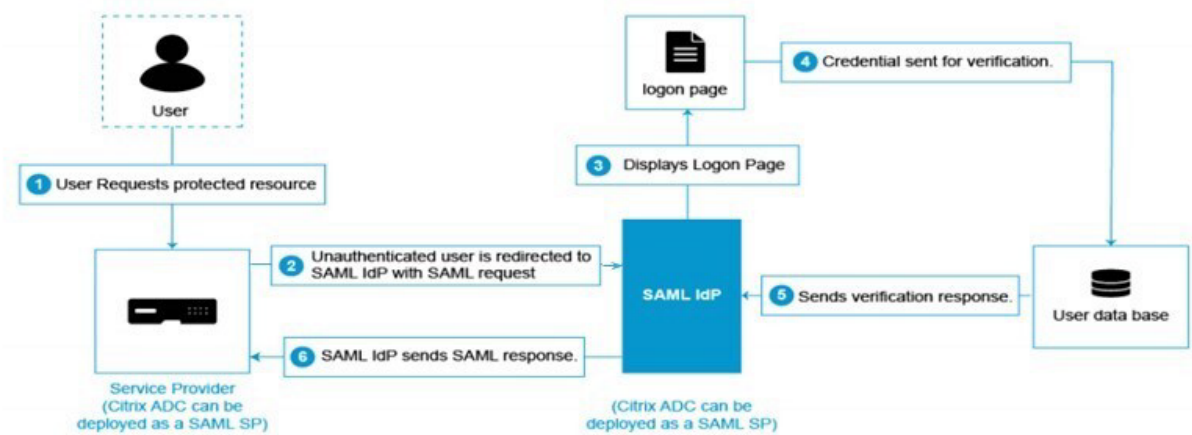 User
1 User Requests protected resource
Service Provider
(Citrix ADC can be
deployed as a SAML SP)
2 Unauthenticated user is redirected to
SAML IdP with SAML request
6 SAML IdP sends SAML response.
logon page
3 Displays Logon Page
SAML IdP
(Citrix ADC can be
deployed as a SAML SP)
4 Credential sent for verification.
5 Sends verification response.
User data base